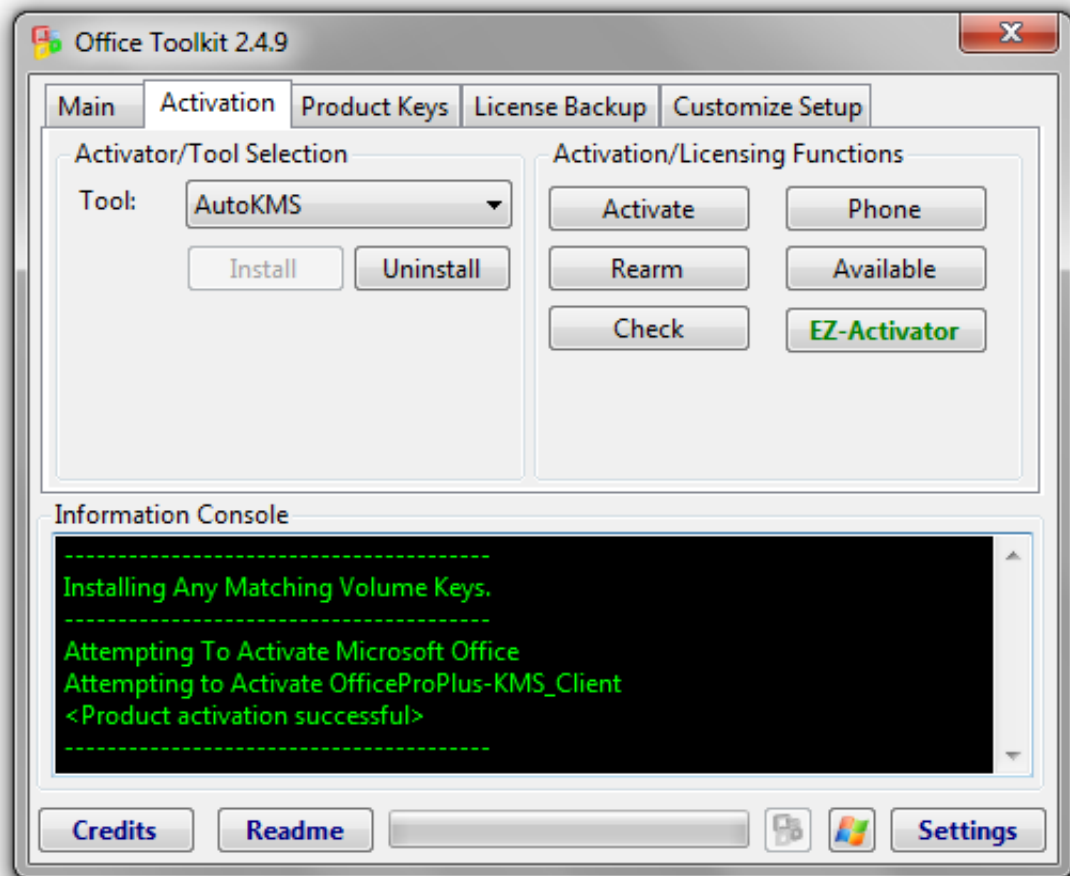 Office Toolkit 2.4.9
x
Main Activation Product Keys License Backup Customize Setup
Activator/Tool Selection
Tool: AutoKMS
Install Uninstall
Activation/Licensing Functions
Activate Phone
Rearm Available
Check EZ-Activator
Information Console
----------------------------------------
Installing Any Matching Volume Keys.
----------------------------------------
Attempting To Activate Microsoft Office
Attempting to Activate OfficeProPlus-KMS_Client
<Product activation successful>
----------------------------------------
Credits Readme Settings